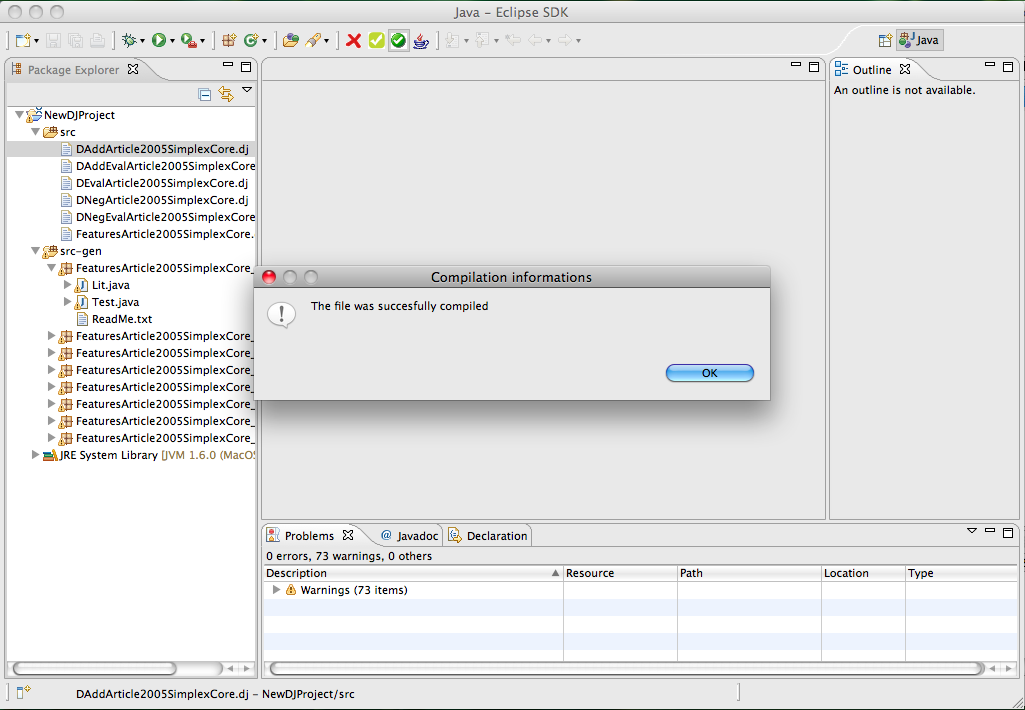 Java – Eclipse SDK
Java
Package Explorer
NewDJProject
src
DAddArticle2005SimplexCore.dj
DAddEvalArticle2005SimplexCore
DEvalArticle2005SimplexCore.dj
DNegArticle2005SimplexCore.dj
DNegEvalArticle2005SimplexCore
FeaturesArticle2005SimplexCore.
src-gen
FeaturesArticle2005SimplexCore_
Lit.java
Test.java
ReadMe.txt
FeaturesArticle2005SimplexCore_
FeaturesArticle2005SimplexCore_
FeaturesArticle2005SimplexCore_
FeaturesArticle2005SimplexCore_
FeaturesArticle2005SimplexCore_
FeaturesArticle2005SimplexCore_
FeaturesArticle2005SimplexCore_
JRE System Library [JVM 1.6.0 (MacOS
Outline
An outline is not available.
Compilation informations
The file was succesfully compiled
OK
Problems @ Javadoc Declaration
0 errors, 73 warnings, 0 others
Description Resource Path Location Type
Warnings (73 items)
DAddArticle2005SimplexCore.dj – NewDJProject/src